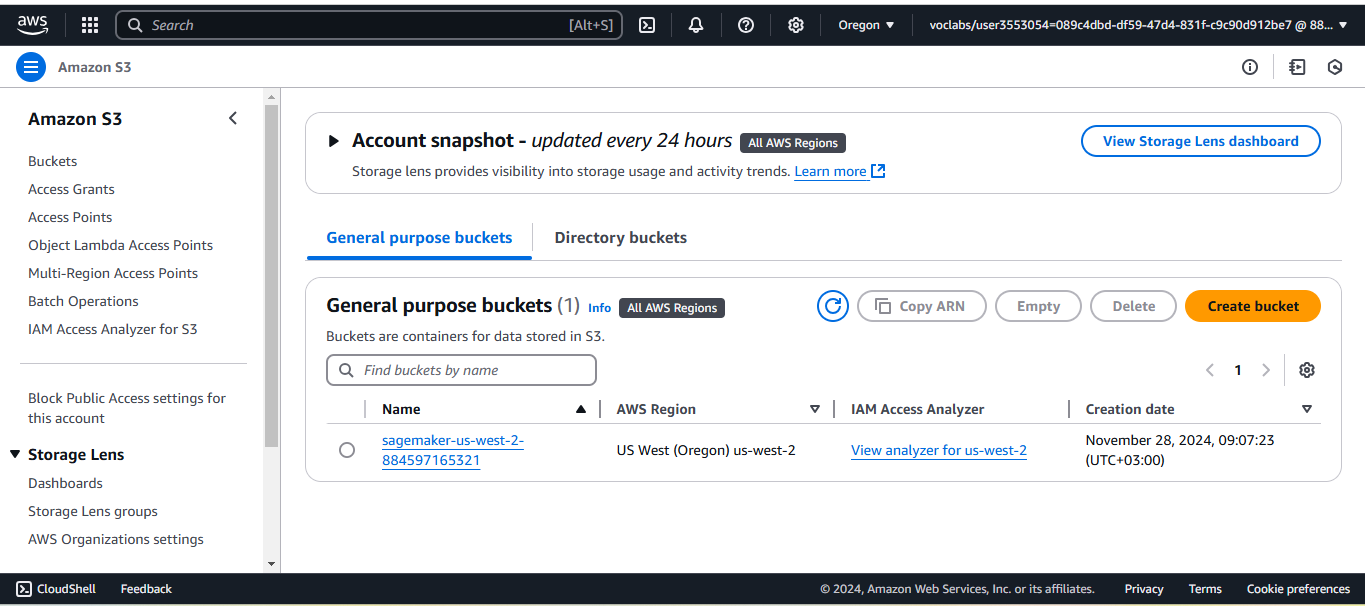 aws
Search [Alt+S]
Oregon
voclabs/user3553054=089c4dbd-df59-47d4-831f-c9c90d912be7 @ 88...
Amazon S3
Amazon S3
Buckets
Access Grants
Access Points
Object Lambda Access Points
Multi-Region Access Points
Batch Operations
IAM Access Analyzer for S3
Block Public Access settings for
this account
Storage Lens
Dashboards
Storage Lens groups
AWS Organizations settings
Account snapshot - updated every 24 hours All AWS Regions
View Storage Lens dashboard
Storage lens provides visibility into storage usage and activity trends. Learn more
General purpose buckets
Directory buckets
General purpose buckets (1) Info All AWS Regions
Copy ARN
Empty
Delete
Create bucket
Buckets are containers for data stored in S3.
Find buckets by name
1
Name AWS Region IAM Access Analyzer Creation date
sagemaker-us-west-2-
884597165321
US West (Oregon) us-west-2
View analyzer for us-west-2
November 28, 2024, 09:07:23
(UTC+03:00)
CloudShell Feedback
© 2024, Amazon Web Services, Inc. or its affiliates. Privacy Terms Cookie preferences